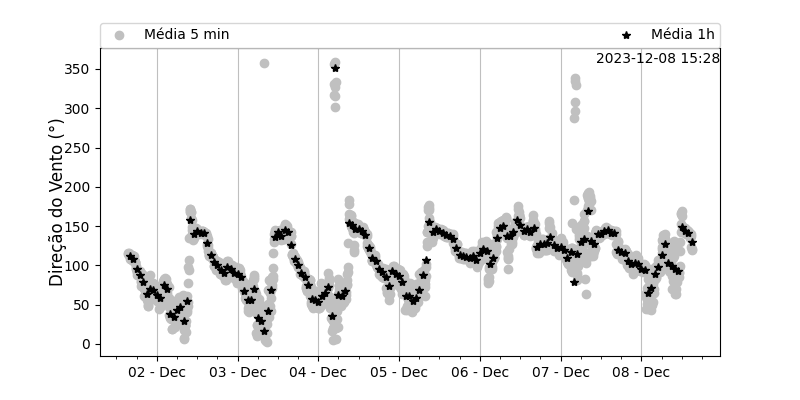 Média 5 min
Média 1h
2023-12-08 15:28
Direção do Vento (°)
350
300
250
200
150
100
50
0
02 - Dec
03 - Dec
04 - Dec
05 - Dec
06 - Dec
07 - Dec
08 - Dec